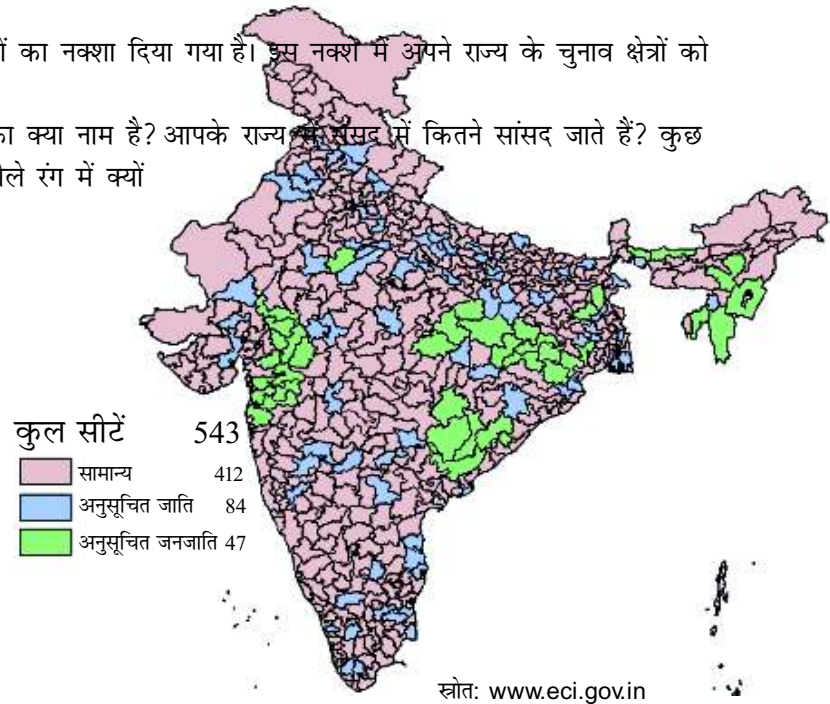 ों का नक्शा दिया गया है। इस नक्शे में अपने राज्य के चुनाव क्षेत्रों को
का क्या नाम है? आपके राज्य से संसद में कितने सांसद जाते हैं? कुछ
ीले रंग में क्यों
कुल सीटें 543
सामान्य 412
अनुसूचित जाति 84
अनुसूचित जनजाति 47
स्रोत: www.eci.gov.in